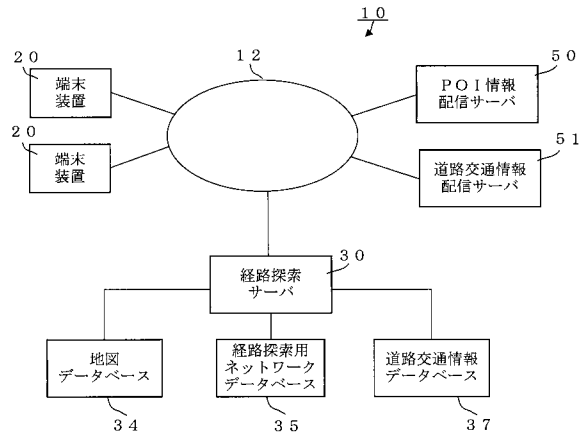 １０
２０
端末
装置
２０
端末
装置
１２
５０
ＰＯＩ情報
配信サーバ
５１
道路交通情報
配信サーバ
３０
経路探索
サーバ
地図
データベース
３４
経路探索用
ネットワーク
データベース
３５
道路交通情報
データベース
３７